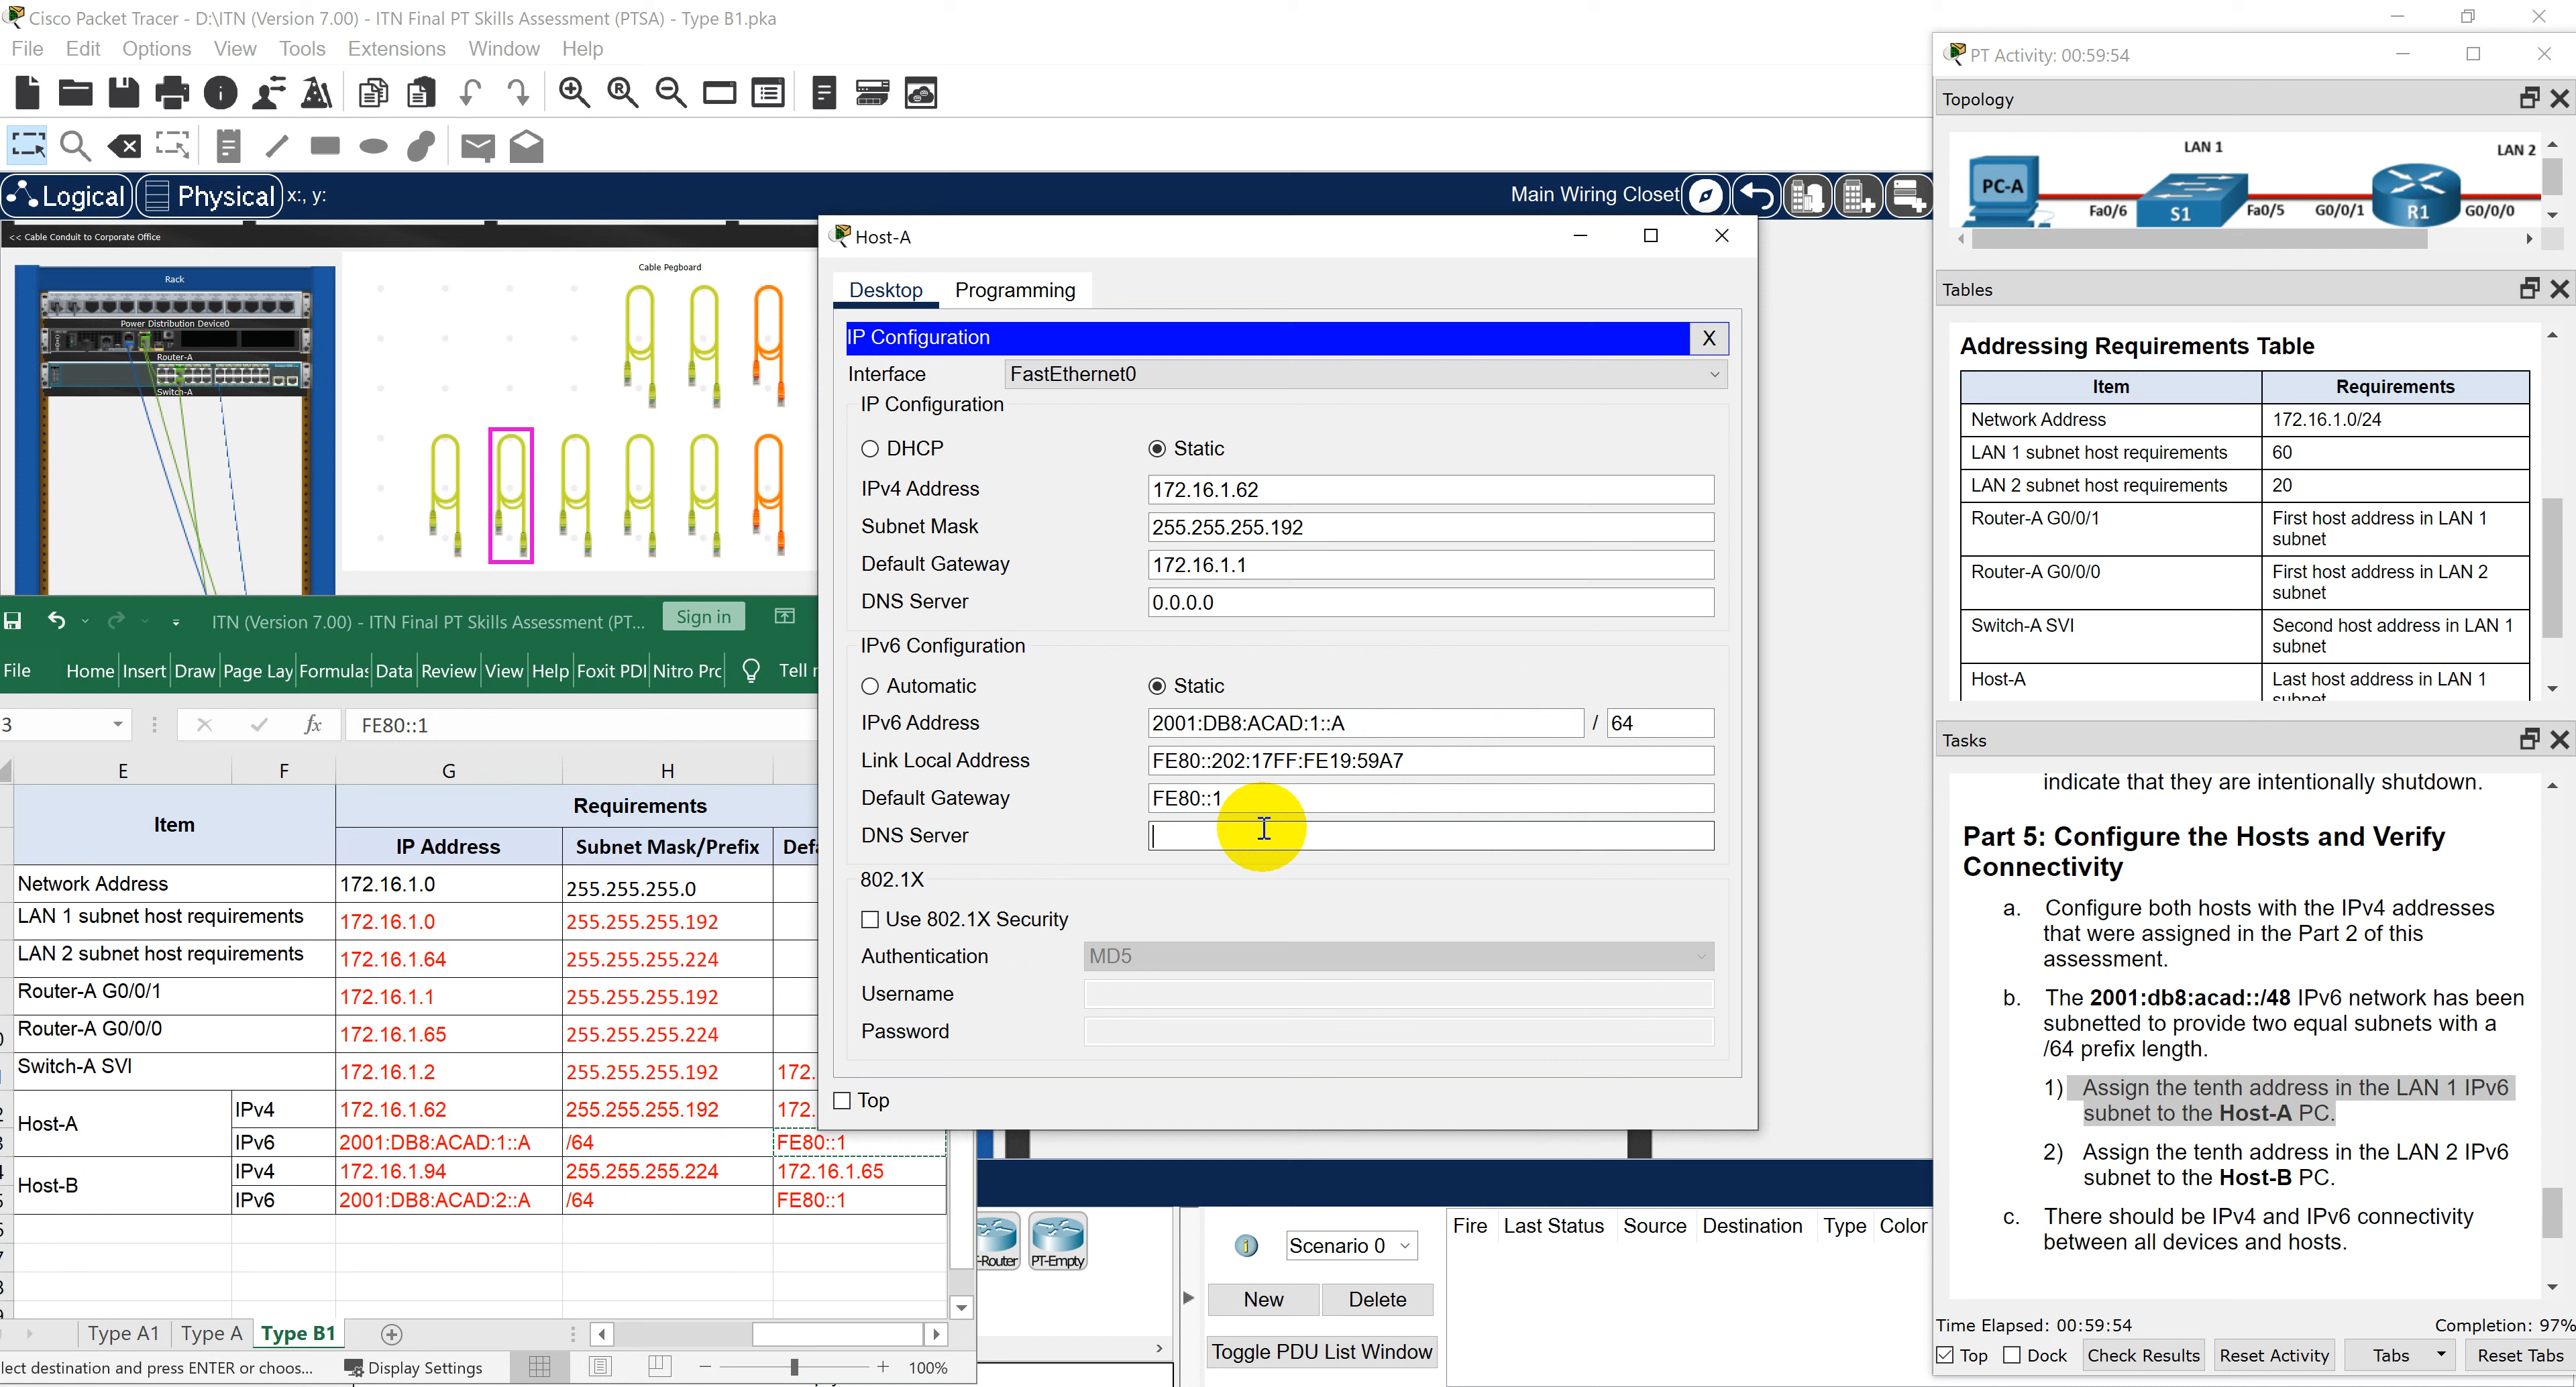 Cisco Packet Tracer - D:\ITN (Version 7.00) - ITN Final PT Skills Assessment (PTSA) - Type B1.pka
File Edit Options View Tools Extensions Window Help
Logical Physical x:, y:
Main Wiring Closet
<< Cable Conduit to Corporate Office
Rack
Power Distribution Device0
Router-A
Switch-A
Cable Pegboard
Host-A
Desktop Programming
IP Configuration X
Interface FastEthernet0
IP Configuration
DHCP Static
IPv4 Address 172.16.1.62
Subnet Mask 255.255.255.192
Default Gateway 172.16.1.1
DNS Server 0.0.0.0
IPv6 Configuration
Automatic Static
IPv6 Address 2001:DB8:ACAD:1::A / 64
Link Local Address FE80::202:17FF:FE19:59A7
Default Gateway FE80::1
DNS Server
802.1X
Use 802.1X Security
Authentication MD5
Username
Password
Top
ITN (Version 7.00) - ITN Final PT Skills Assessment (PT... Sign in
File Home Insert Draw Page Lay Formulas Data Review View Help Foxit PDF Nitro Prc Tell
3 fx FE80::1
E F G H
Item Requirements
IP Address Subnet Mask/Prefix Defa
Network Address 172.16.1.0 255.255.255.0
LAN 1 subnet host requirements 172.16.1.0 255.255.255.192
LAN 2 subnet host requirements 172.16.1.64 255.255.255.224
Router-A G0/0/1 172.16.1.1 255.255.255.192
Router-A G0/0/0 172.16.1.65 255.255.255.224
Switch-A SVI 172.16.1.2 255.255.255.192 172.
Host-A IPv4 172.16.1.62 255.255.255.192 172.
IPv6 2001:DB8:ACAD:1::A /64 FE80::1
Host-B IPv4 172.16.1.94 255.255.255.224 172.16.1.65
IPv6 2001:DB8:ACAD:2::A /64 FE80::1
Type A1 Type A Type B1
lect destination and press ENTER or choos... Display Settings 100%
-Router PT-Empty
Scenario 0
New Delete
Toggle PDU List Window
Fire Last Status Source Destination Type Color
PT Activity: 00:59:54
Topology
LAN 1 LAN 2
PC-A Fa0/6 S1 Fa0/5 G0/0/1 R1 G0/0/0
Tables
Addressing Requirements Table
Item Requirements
Network Address 172.16.1.0/24
LAN 1 subnet host requirements 60
LAN 2 subnet host requirements 20
Router-A G0/0/1 First host address in LAN 1
subnet
Router-A G0/0/0 First host address in LAN 2
subnet
Switch-A SVI Second host address in LAN 1
subnet
Host-A Last host address in LAN 1
subnet
Tasks
indicate that they are intentionally shutdown.
Part 5: Configure the Hosts and Verify
Connectivity
a. Configure both hosts with the IPv4 addresses
that were assigned in the Part 2 of this
assessment.
b. The 2001:db8:acad::/48 IPv6 network has been
subnetted to provide two equal subnets with a
/64 prefix length.
1) Assign the tenth address in the LAN 1 IPv6
subnet to the Host-A PC.
2) Assign the tenth address in the LAN 2 IPv6
subnet to the Host-B PC.
c. There should be IPv4 and IPv6 connectivity
between all devices and hosts.
Time Elapsed: 00:59:54 Completion: 97%
Top Dock Check Results Reset Activity Tabs Reset Tabs